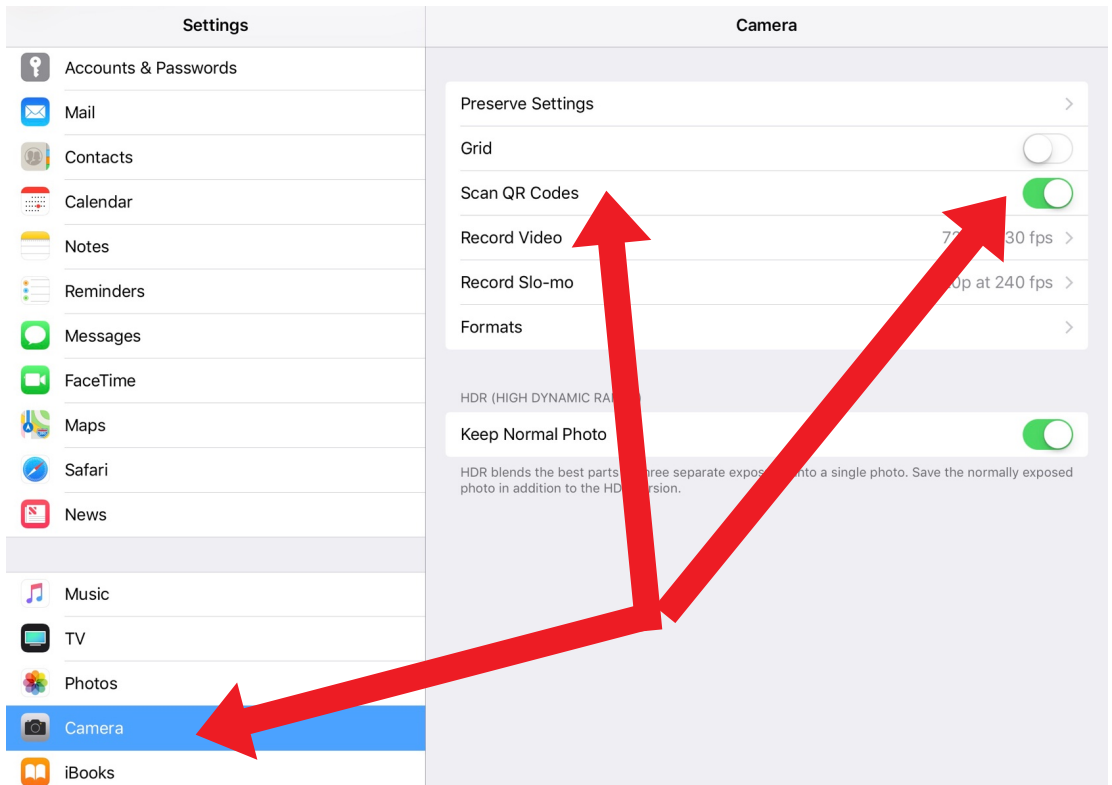 Settings
Camera
Accounts & Passwords
Mail
Contacts
Calendar
Notes
Reminders
Messages
FaceTime
Maps
Safari
News
Music
TV
Photos
Camera
iBooks
Preserve Settings
Grid
Scan QR Codes
Record Video 30 fps
Record Slo-mo at 240 fps
Formats
HDR (HIGH DYNAMIC
Keep Normal Photo
HDR blends the best parts three separate into a single photo. Save the normally exposed
photo in addition to the